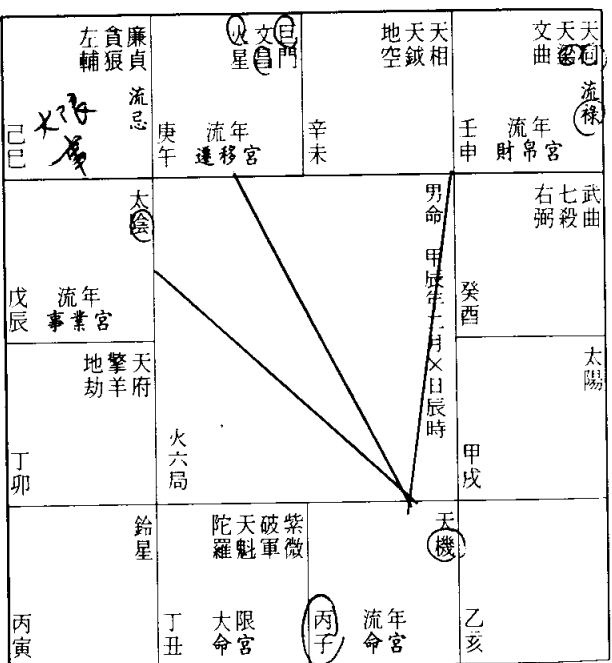 廉貞
貪狼
左輔
流忌
己巳
巨門
文昌
火星
流年
遷移宮
庚午
天相
天鉞
地空
辛未
天同
天梁
文曲
流祿
流年
財帛宮
壬申
太陰
流年
事業宮
戊辰
男命 甲辰年二月×日辰時
火六局
武曲
七殺
右弼
癸酉
天府
擎羊
地劫
丁卯
太陽
甲戌
鈴星
丙寅
紫微
破軍
天魁
陀羅
大限
命宮
丁丑
天機
流年
命宮
丙子
乙亥